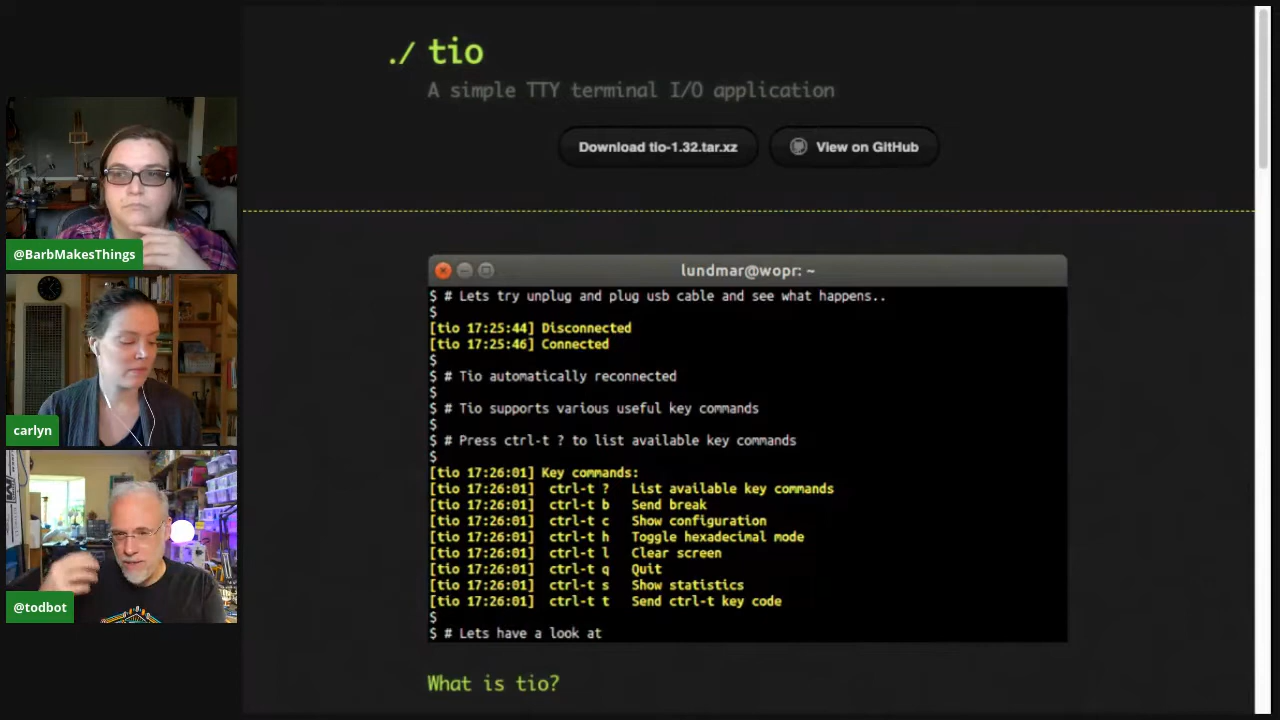 ./ tio
A simple TTY terminal I/O application
Download tio-1.32.tar.xz
View on GitHub
@BarbMakesThings
carlyn
@todbot
lundmar@wopr: ~
$ # Lets try unplug and plug usb cable and see what happens..
$
[tio 17:25:44] Disconnected
[tio 17:25:46] Connected
$
$ # Tio automatically reconnected
$
$ # Tio supports various useful key commands
$
$ # Press ctrl-t ? to list available key commands
$
[tio 17:26:01] Key commands:
[tio 17:26:01]  ctrl-t ?   List available key commands
[tio 17:26:01]  ctrl-t b   Send break
[tio 17:26:01]  ctrl-t c   Show configuration
[tio 17:26:01]  ctrl-t h   Toggle hexadecimal mode
[tio 17:26:01]  ctrl-t l   Clear screen
[tio 17:26:01]  ctrl-t q   Quit
[tio 17:26:01]  ctrl-t s   Show statistics
[tio 17:26:01]  ctrl-t t   Send ctrl-t key code
$
$ # Lets have a look at
What is tio?